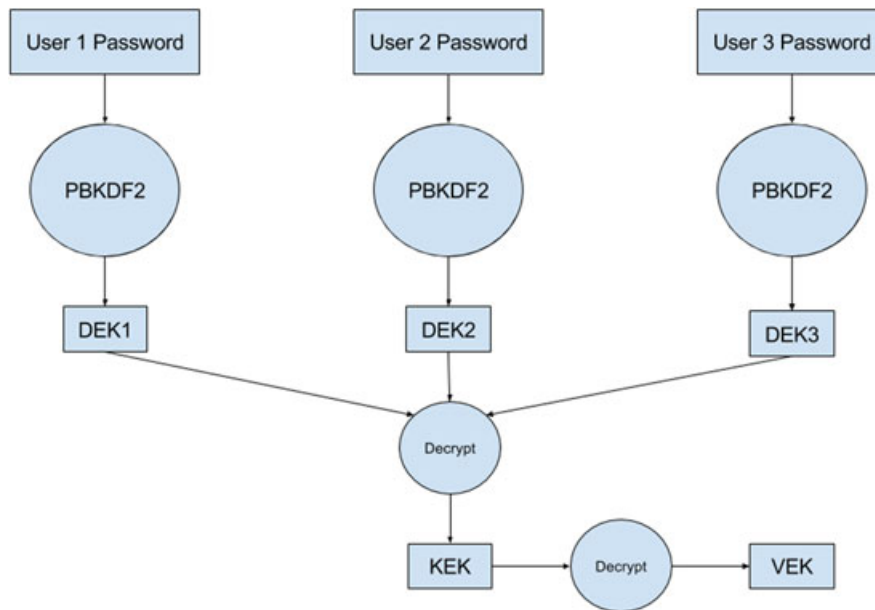 User 1 Password
User 2 Password
User 3 Password
PBKDF2
PBKDF2
PBKDF2
DEK1
DEK2
DEK3
Decrypt
KEK
Decrypt
VEK